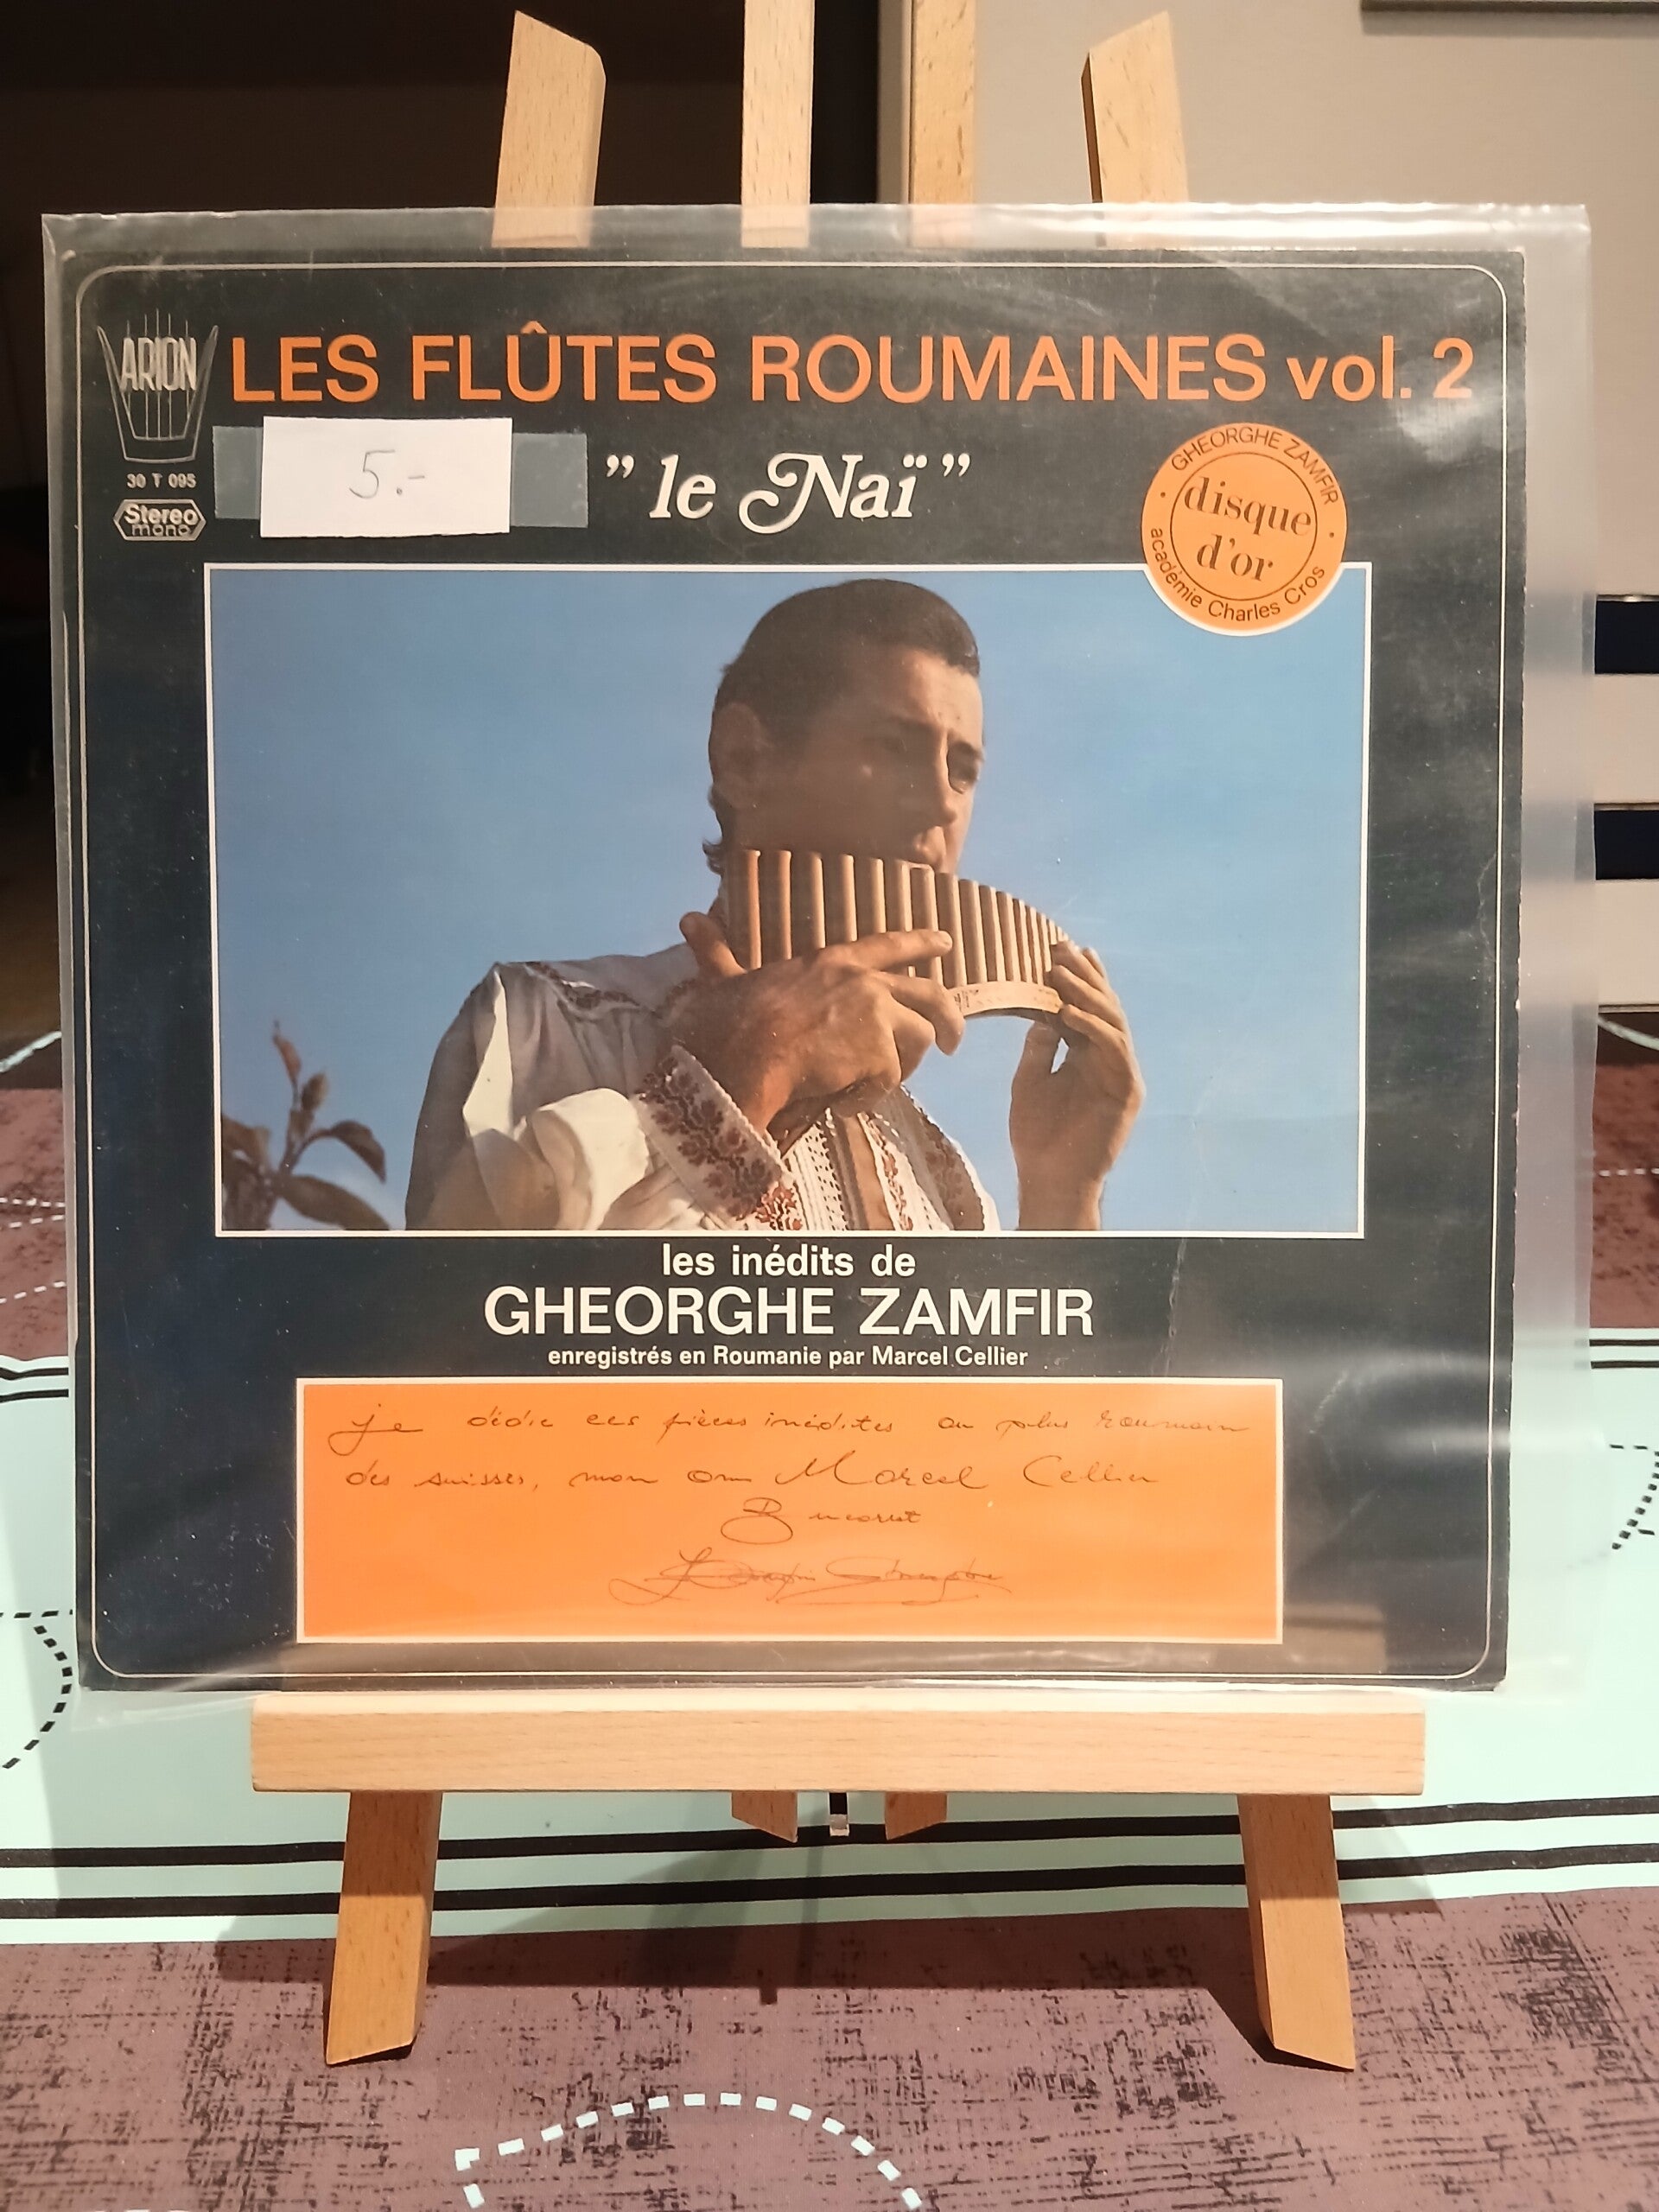 ARION
LES FLÛTES ROUMAINES vol. 2
30 T 095
Stereo
mono
5.-
" le Naï "
GHEORGHE ZAMFIR
disque
d'or
académie Charles Cros
les inédits de
GHEORGHE ZAMFIR
enregistrés en Roumanie par Marcel Cellier
je dédie ces pièces inédites au plus roumain
des suisses, mon ami Marcel Cellier
Bucarest